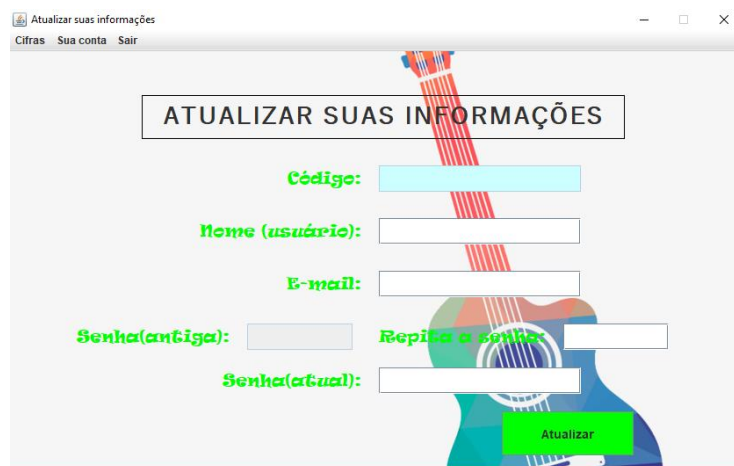 Atualizar suas informações
Cifras Sua conta Sair
ATUALIZAR SUAS INFORMAÇÕES
Código:
Nome (usuário):
E-mail:
Senha(antiga): Repita a senha:
Senha(atual):
Atualizar